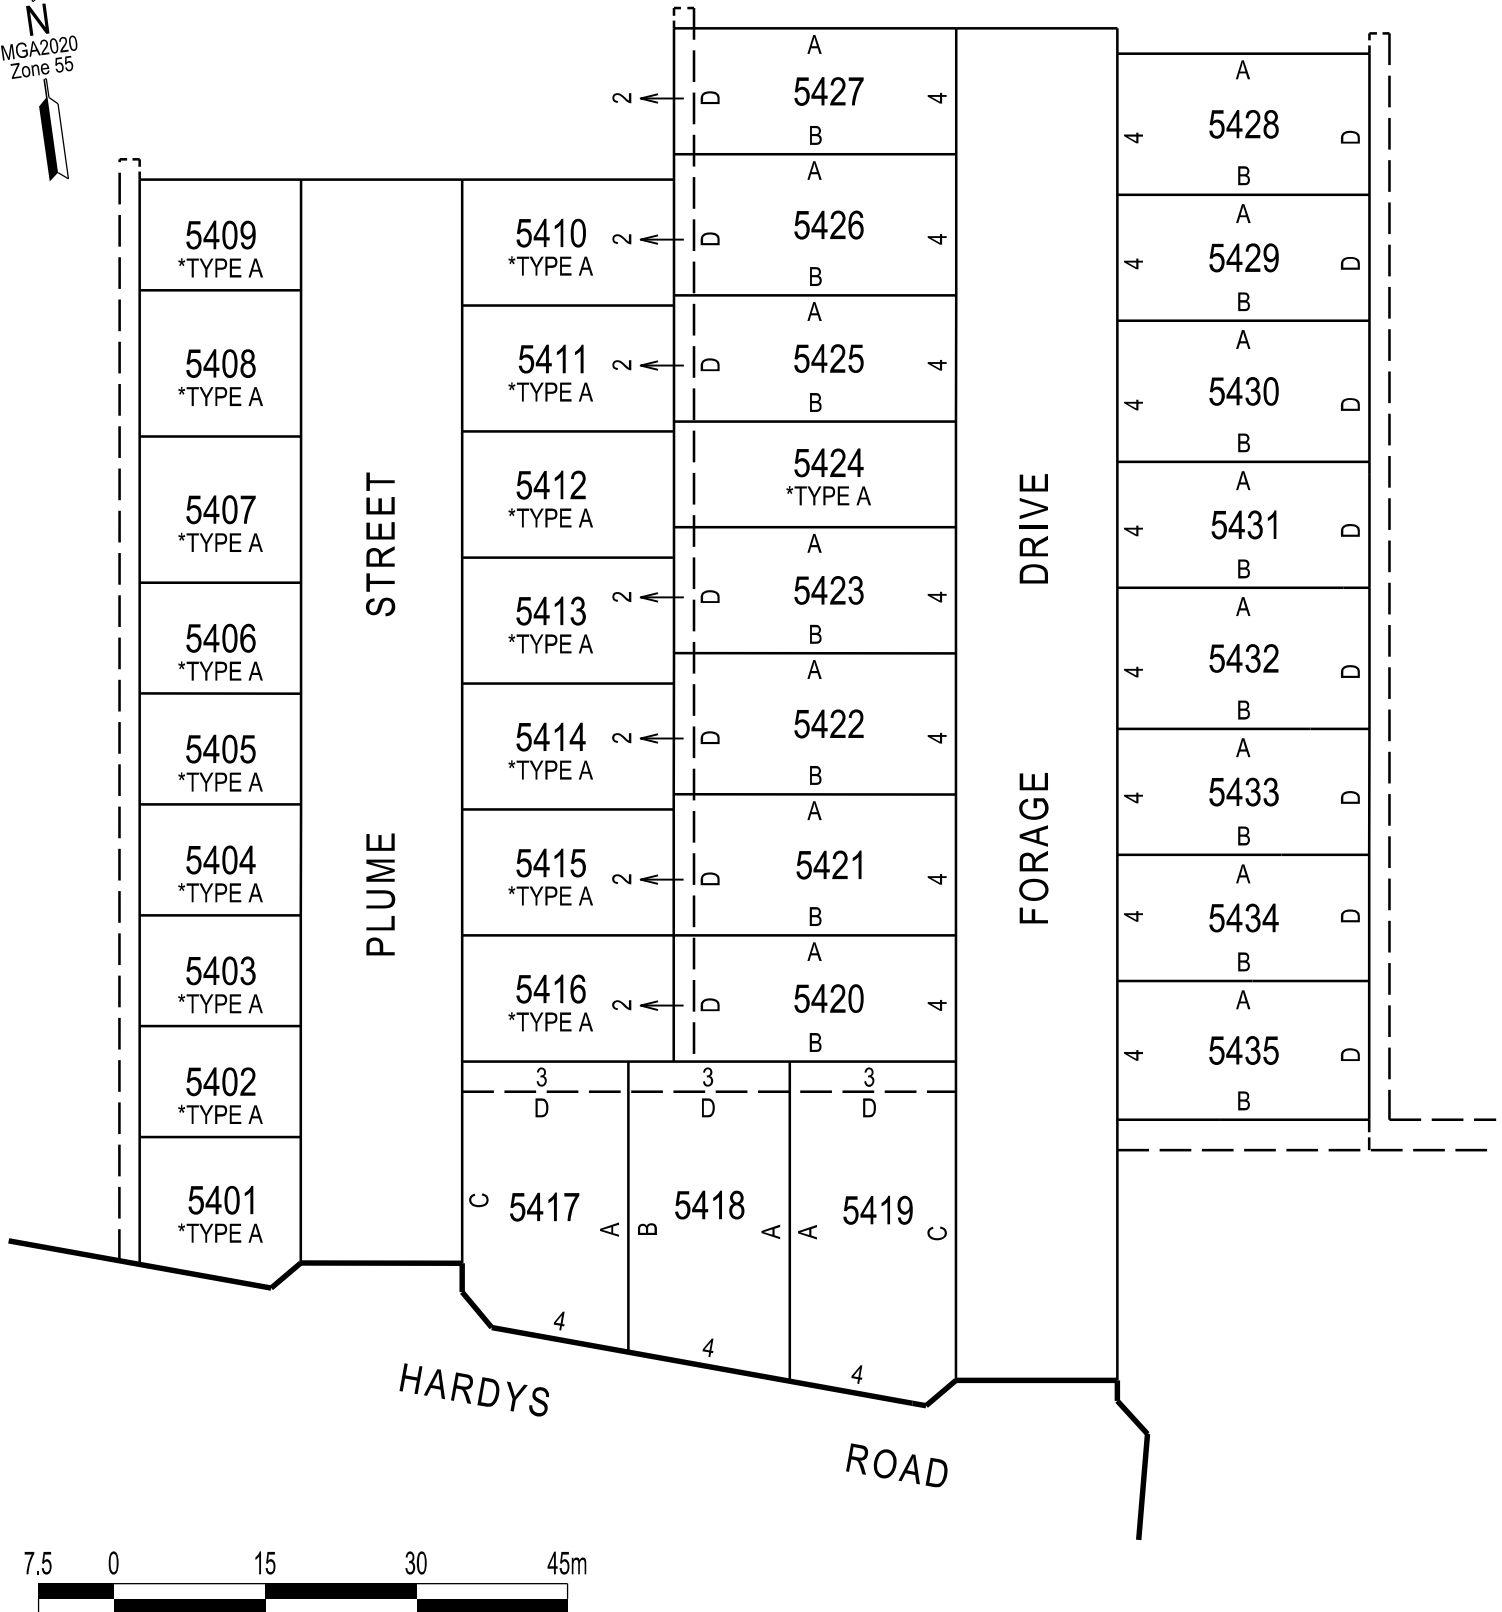 N
MGA2020
Zone 55
A
5427
B
2
D
4
A
5428
B
4
D
5409
*TYPE A
5410
*TYPE A
2
D
A
5426
B
4
A
5429
B
4
D
5408
*TYPE A
5411
*TYPE A
2
D
A
5425
B
4
A
5430
B
4
D
5407
*TYPE A
5412
*TYPE A
5424
*TYPE A
A
5431
B
4
D
5406
*TYPE A
5413
*TYPE A
2
D
A
5423
B
4
A
5432
B
4
D
5405
*TYPE A
5414
*TYPE A
2
D
A
5422
B
4
A
5433
B
4
D
5404
*TYPE A
5415
*TYPE A
2
D
A
5421
B
4
A
5434
B
4
D
5403
*TYPE A
5416
*TYPE A
2
D
A
5420
B
4
A
5435
B
4
D
5402
*TYPE A
5401
*TYPE A
PLUME STREET
FORAGE DRIVE
3
D
C
5417
A
4
3
D
B
5418
A
4
3
D
A
5419
C
4
HARDYS ROAD
7.5 0 15 30 45m